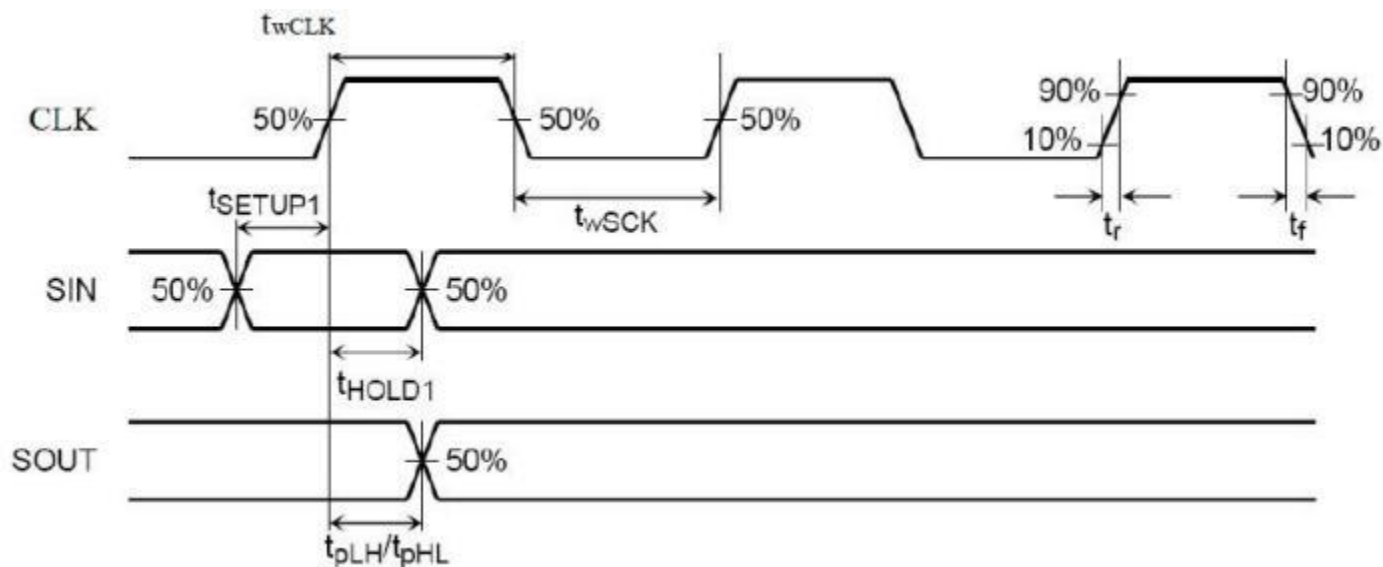 twCLK
CLK
50%
50%
50%
90%
10%
90%
10%
tSETUP1
twSCK
tr
tf
SIN
50%
50%
tHOLD1
SOUT
50%
tpLH/tpHL